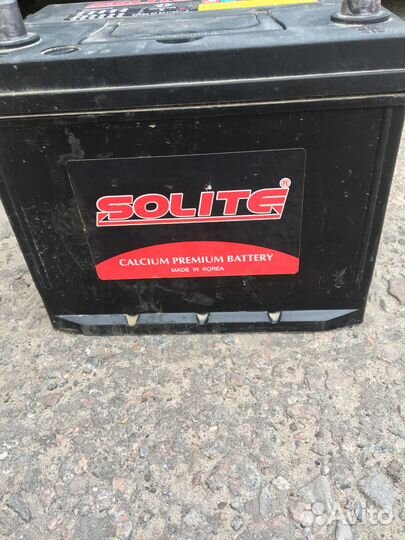 SOLITE®
CALCIUM PREMIUM BATTERY
MADE IN KOREA
Avito